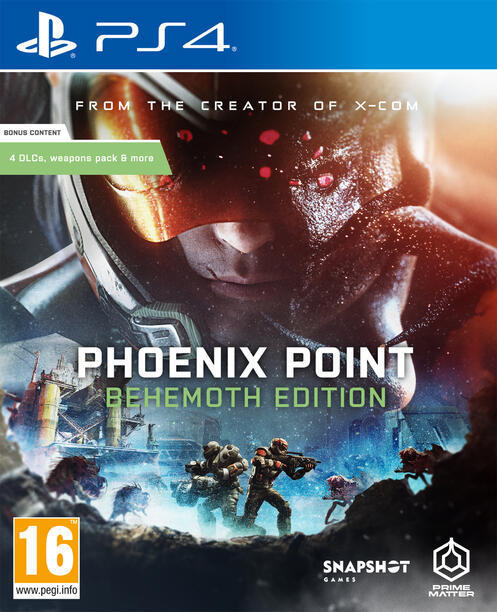 PS4
FROM THE CREATOR OF X-COM
BONUS CONTENT
4 DLCs, weapons pack & more
PHOENIX POINT
BEHEMOTH EDITION
16
www.pegi.info
SNAPSHOT
GAMES
PRIME
MATTER